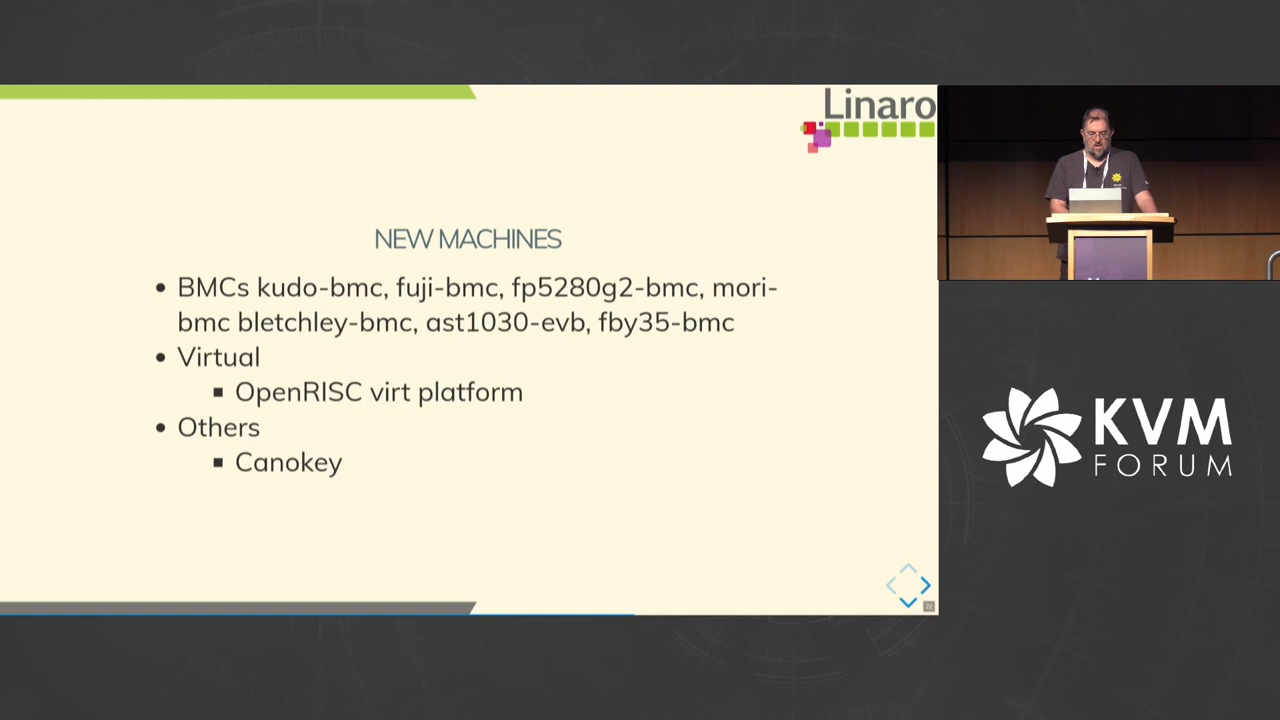 Linaro
NEW MACHINES
• BMCs kudo-bmc, fuji-bmc, fp5280g2-bmc, mori-
bmc bletchley-bmc, ast1030-evb, fby35-bmc
• Virtual
▪ OpenRISC virt platform
• Others
▪ Canokey
22
KVM
FORUM